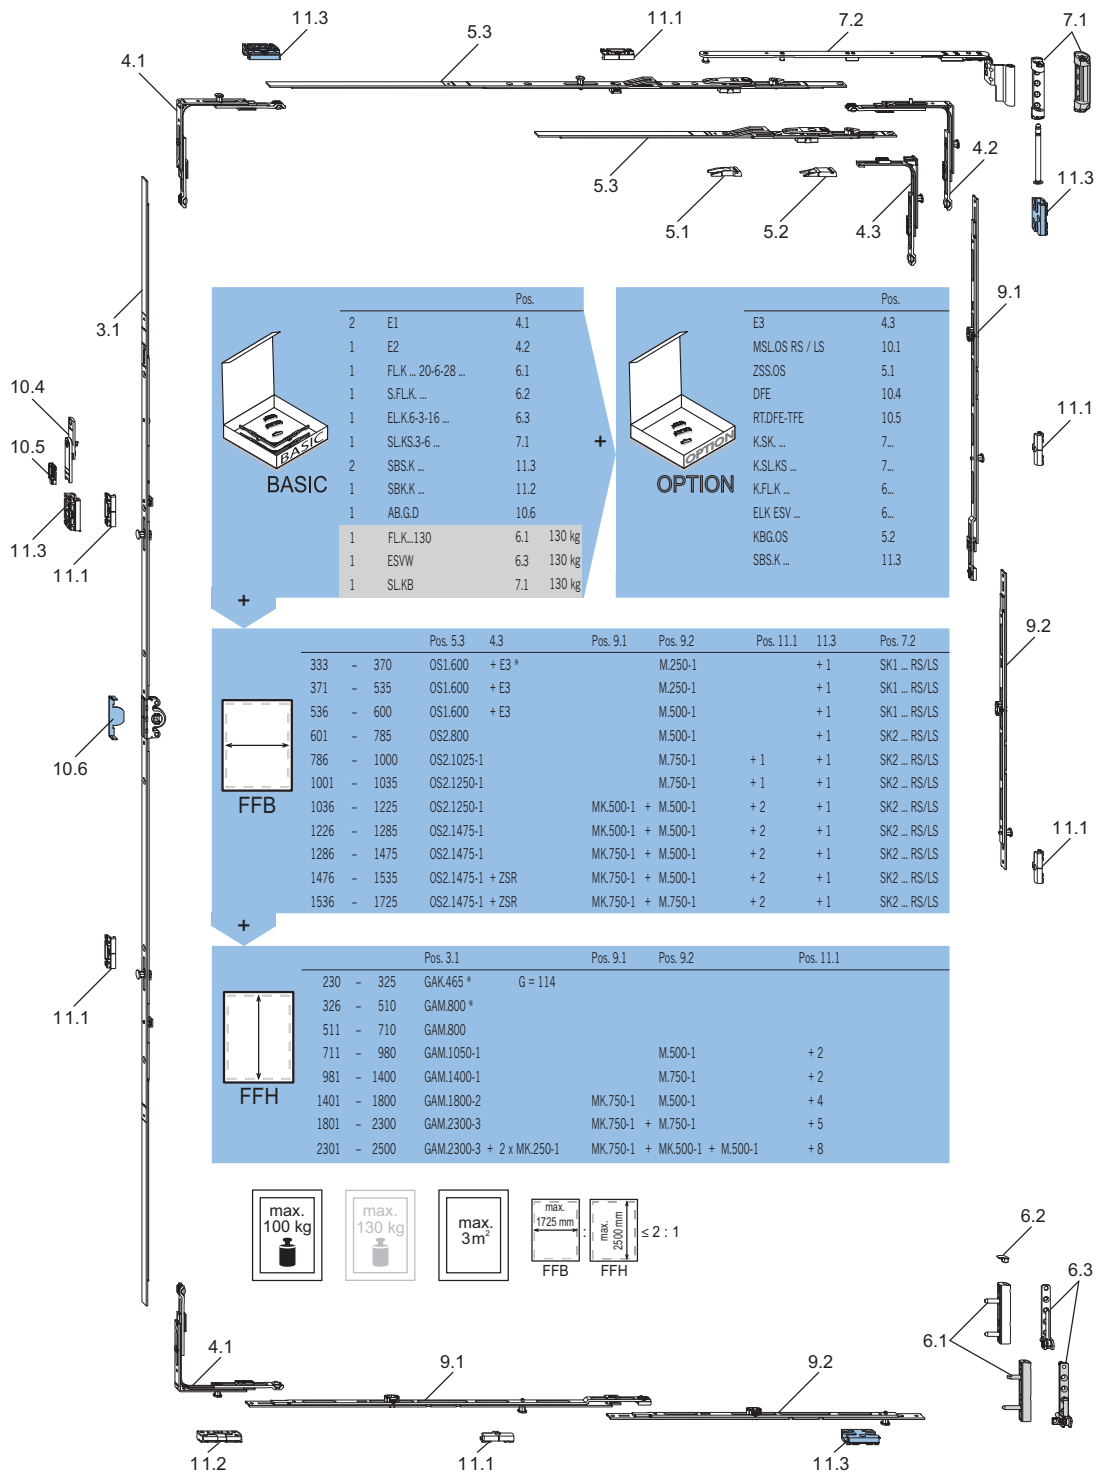 11.3
5.3
11.1
7.2
7.1
4.1
5.3
4.2
5.1
5.2
4.3
11.3
3.1
9.1
10.4
10.5
11.3
11.1
11.1
9.2
10.6
11.1
11.1
Pos.
2 E1 4.1
1 E2 4.2
1 FL.K ... 20-6-28 ... 6.1
1 S.FL.K. ... 6.2
1 EL.K.6-3-16 ... 6.3
1 SL.KS.3-6 ... 7.1
2 SBS.K ... 11.3
1 SBK.K ... 11.2
1 AB.G.D 10.6
1 FL.K...130 6.1 130 kg
1 ESVW 6.3 130 kg
1 SL.KB 7.1 130 kg
BASIC
BASIC
+
Pos.
E3 4.3
MSL.OS RS / LS 10.1
ZSS.OS 5.1
DFE 10.4
RT.DFE-TFE 10.5
K.SK. ... 7...
K.SL.KS ... 7...
K.FL.K ... 6...
ELK ESV ... 6...
KBG.OS 5.2
SBS.K ... 11.3
OPTION
OPTION
+
Pos. 5.3 4.3 Pos. 9.1 Pos. 9.2 Pos. 11.1 11.3 Pos. 7.2
333 – 370 OS1.600 + E3 * M.250-1 + 1 SK1 ... RS/LS
371 – 535 OS1.600 + E3 M.250-1 + 1 SK1 ... RS/LS
536 – 600 OS1.600 + E3 M.500-1 + 1 SK1 ... RS/LS
601 – 785 OS2.800 M.500-1 + 1 SK2 ... RS/LS
786 – 1000 OS2.1025-1 M.750-1 + 1 + 1 SK2 ... RS/LS
1001 – 1035 OS2.1250-1 M.750-1 + 1 + 1 SK2 ... RS/LS
1036 – 1225 OS2.1250-1 MK.500-1 + M.500-1 + 2 + 1 SK2 ... RS/LS
1226 – 1285 OS2.1475-1 MK.500-1 + M.500-1 + 2 + 1 SK2 ... RS/LS
1286 – 1475 OS2.1475-1 MK.750-1 + M.500-1 + 2 + 1 SK2 ... RS/LS
1476 – 1535 OS2.1475-1 + ZSR MK.750-1 + M.500-1 + 2 + 1 SK2 ... RS/LS
1536 – 1725 OS2.1475-1 + ZSR MK.750-1 + M.750-1 + 2 + 1 SK2 ... RS/LS
FFB
+
Pos. 3.1 Pos. 9.1 Pos. 9.2 Pos. 11.1
230 – 325 GAK.465 * G = 114
326 – 510 GAM.800 *
511 – 710 GAM.800
711 – 980 GAM.1050-1 M.500-1 + 2
981 – 1400 GAM.1400-1 M.750-1 + 2
1401 – 1800 GAM.1800-2 MK.750-1 M.500-1 + 4
1801 – 2300 GAM.2300-3 MK.750-1 + M.750-1 + 5
2301 – 2500 GAM.2300-3 + 2 x MK.250-1 MK.750-1 + MK.500-1 + M.500-1 + 8
FFH
max.
100 kg
max.
130 kg
max.
3m²
max.
1725 mm
FFB
:
max.
2500 mm
FFH
≤ 2 : 1
6.2
6.3
6.1
4.1
9.1
9.2
11.2
11.1
11.3